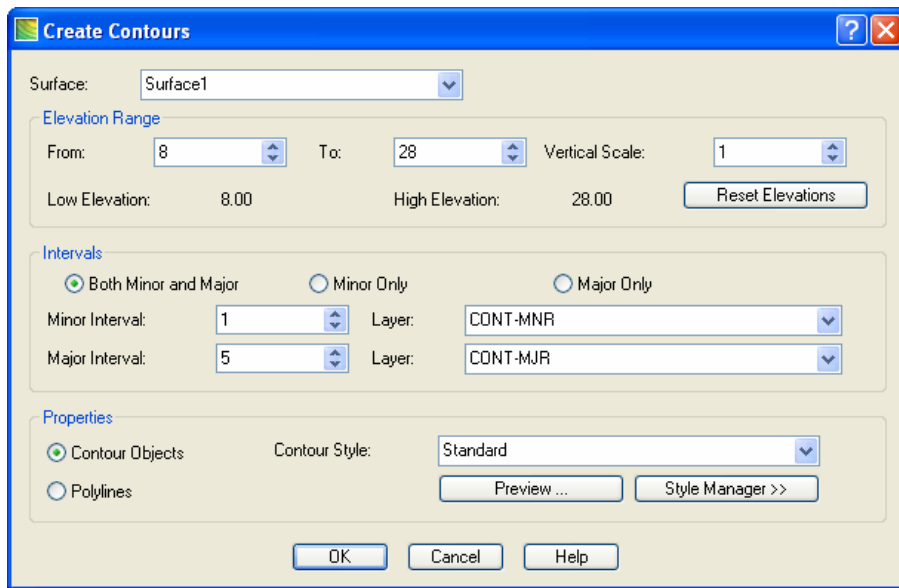 Create Contours
Surface: Surface1
Elevation Range
From: 8 To: 28 Vertical Scale: 1
Low Elevation: 8.00 High Elevation: 28.00 Reset Elevations
Intervals
Both Minor and Major Minor Only Major Only
Minor Interval: 1 Layer: CONT-MNR
Major Interval: 5 Layer: CONT-MJR
Properties
Contour Objects Contour Style: Standard
Polylines Preview ... Style Manager >>
OK Cancel Help